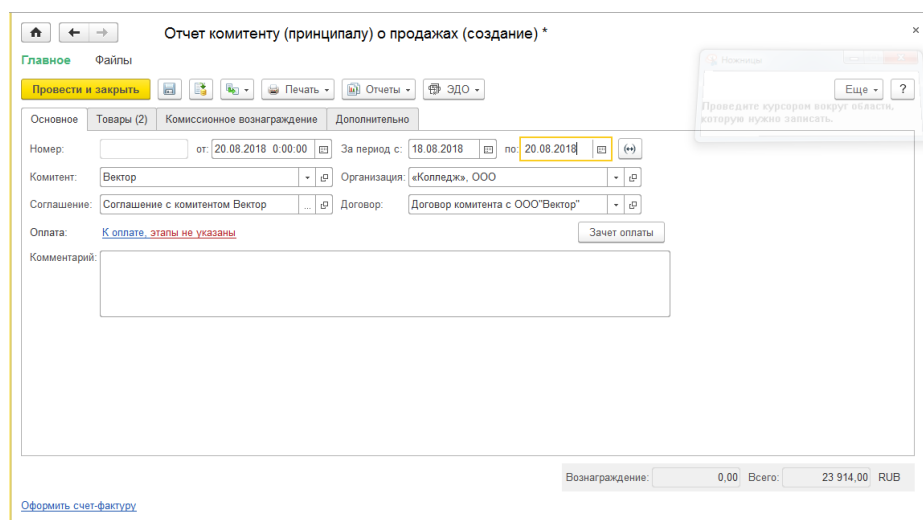 Отчет комитенту (принципалу) о продажах (создание) *
Главное Файлы
Ножницы
Провести и закрыть Печать Отчеты ЭДО Еще ?
Проведите курсором вокруг области,
которую нужно записать.
Основное Товары (2) Комиссионное вознаграждение Дополнительно
Номер: от: 20.08.2018 0:00:00 За период с: 18.08.2018 по: 20.08.2018
Комитент: Вектор Организация: «Колледж», ООО
Соглашение: Соглашение с комитентом Вектор ... Договор: Договор комитента с ООО"Вектор"
Оплата: К оплате, этапы не указаны Зачет оплаты
Комментарий:
Вознаграждение: 0,00 Всего: 23 914,00 RUB
Оформить счет-фактуру